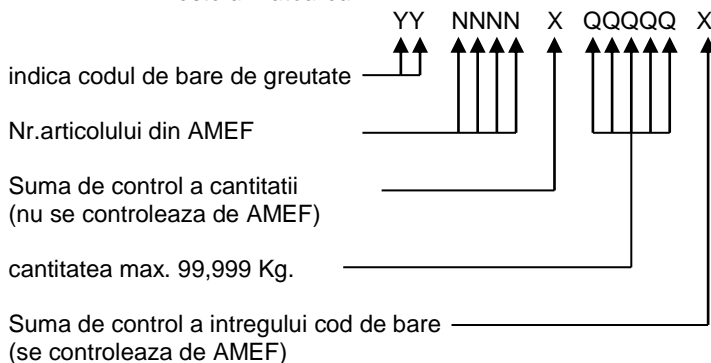 YY NNNN X QQQQQ X
indica codul de bare de greutate
Nr.articolului din AMEF
Suma de control a cantitatii
(nu se controleaza de AMEF)
cantitatea max. 99,999 Kg.
Suma de control a intregului cod de bare
(se controleaza de AMEF)